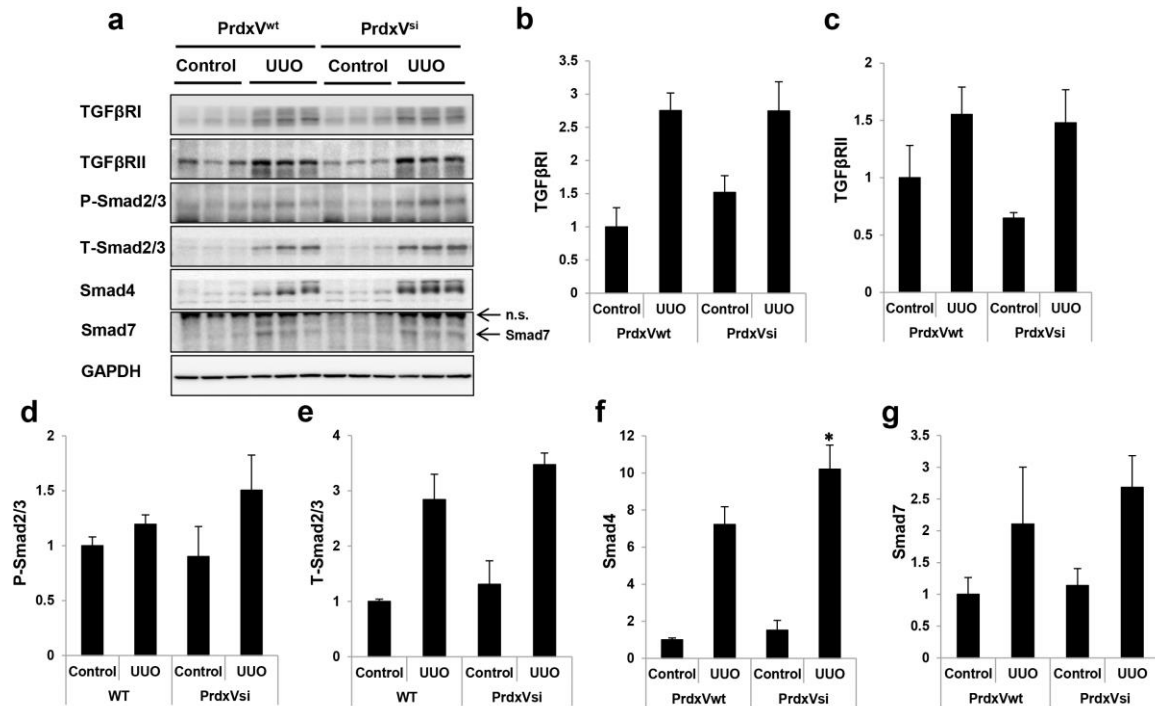 a
PrdxVwt PrdxVsi
Control UUO Control UUO
TGFβRI
TGFβRII
P-Smad2/3
T-Smad2/3
Smad4
Smad7
GAPDH
n.s.
Smad7
b
TGFβRI
3.5
3
2.5
2
1.5
1
0.5
0
Control UUO Control UUO
PrdxVwt PrdxVsi
c
TGFβRII
2
1.5
1
0.5
0
Control UUO Control UUO
PrdxVwt PrdxVsi
d
P-Smad2/3
2
1.5
1
0.5
0
Control UUO Control UUO
WT PrdxVsi
e
T-Smad2/3
4
3
2
1
0
Control UUO Control UUO
WT PrdxVsi
f
Smad4
12
10
8
6
4
2
0
*
Control UUO Control UUO
PrdxVwt PrdxVsi
g
Smad7
3.5
3
2.5
2
1.5
1
0.5
0
Control UUO Control UUO
PrdxVwt PrdxVsi